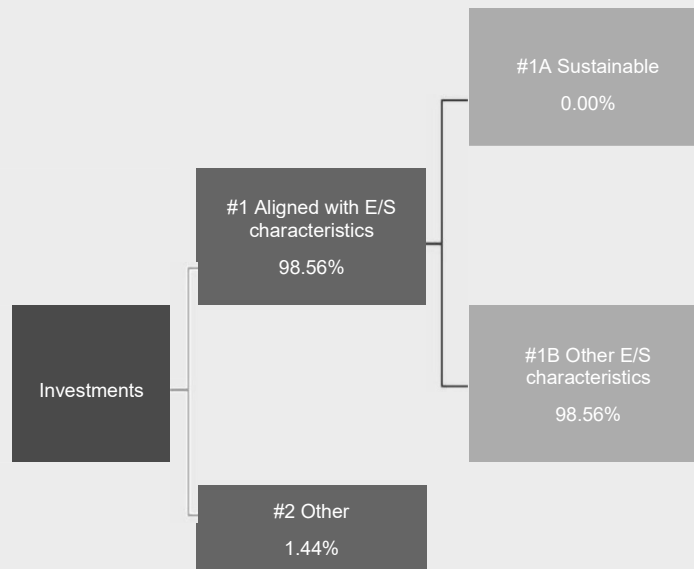 #1A Sustainable
0.00%
#1 Aligned with E/S
characteristics
98.56%
Investments
#1B Other E/S
characteristics
98.56%
#2 Other
1.44%